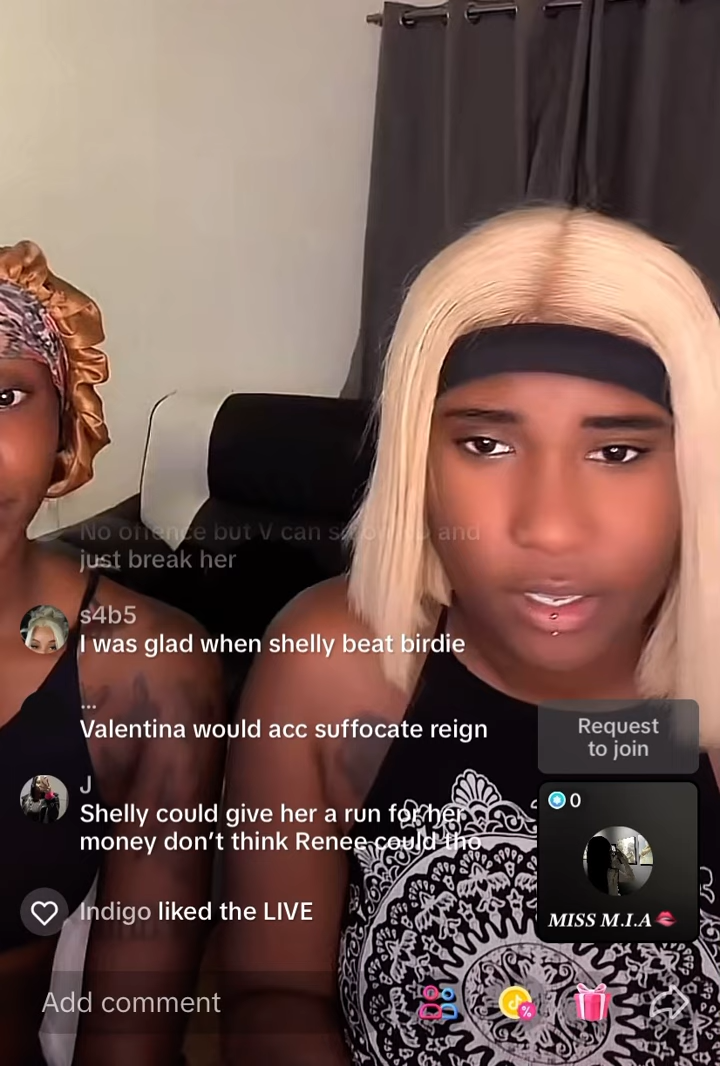 No offence but V can s and
just break her
s4b5
I was glad when shelly beat birdie
...
Valentina would acc suffocate reign
J
Shelly could give her a run for her
money don’t think Renee could tho
Indigo liked the LIVE
Request
to join
0
MISS M.I.A💋
Add comment